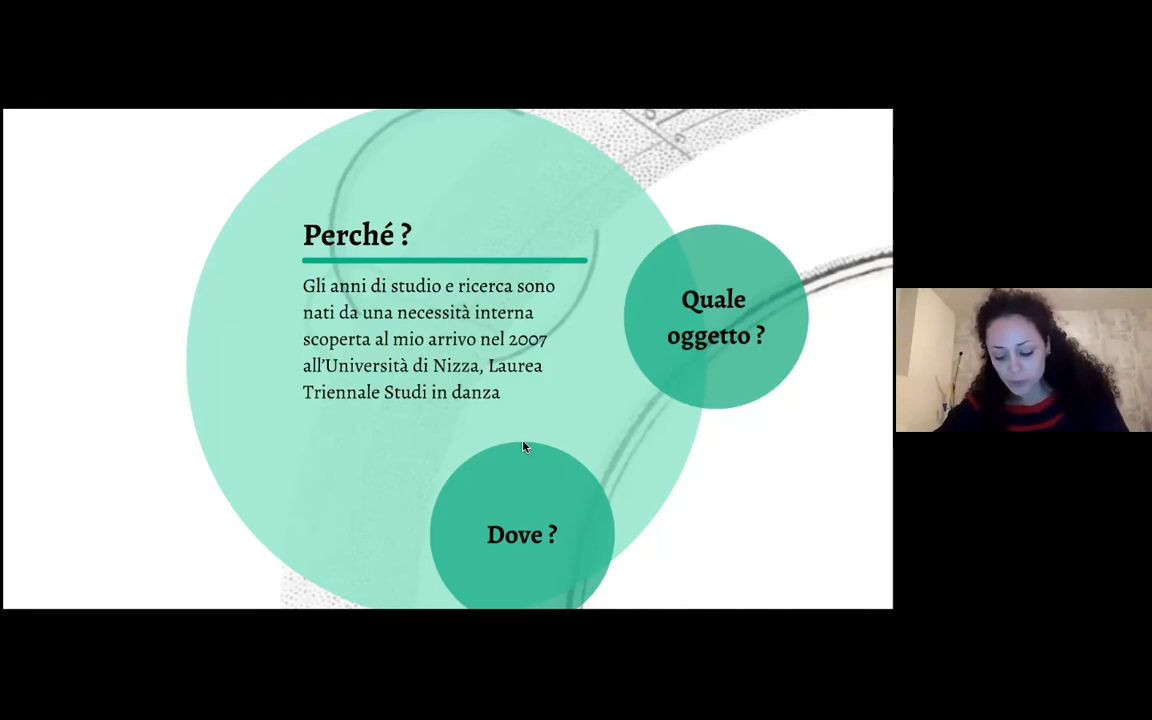 Perché ?
Gli anni di studio e ricerca sono
nati da una necessità interna
scoperta al mio arrivo nel 2007
all'Università di Nizza, Laurea
Triennale Studi in danza
Quale
oggetto ?
Dove ?